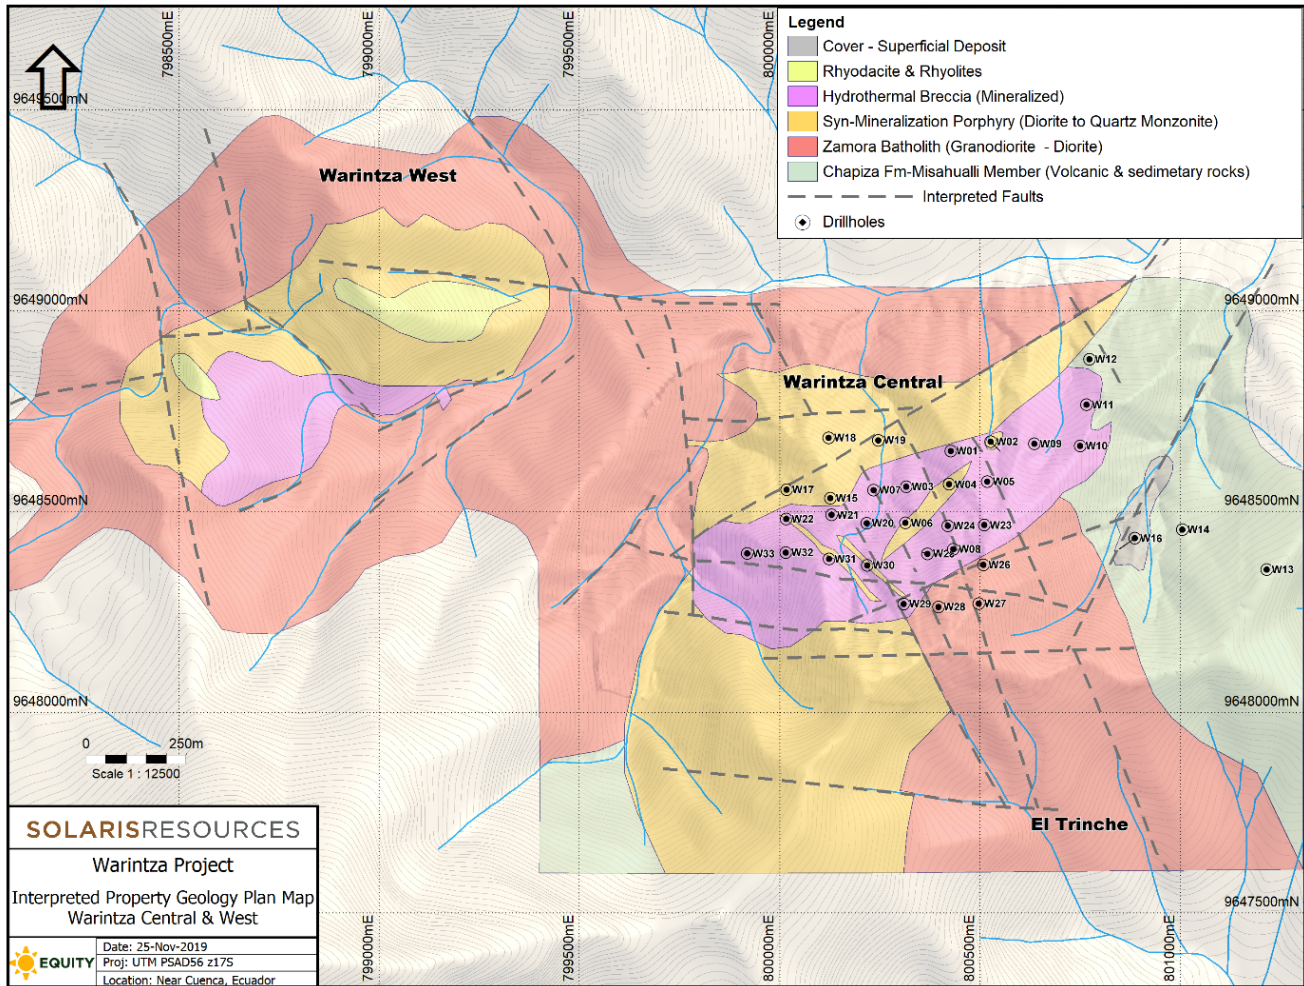 798500mE
799000mE
799500mE
800000mE
Legend
Cover - Superficial Deposit
Rhyodacite & Rhyolites
Hydrothermal Breccia (Mineralized)
Syn-Mineralization Porphyry (Diorite to Quartz Monzonite)
Zamora Batholith (Granodiorite - Diorite)
Chapiza Fm-Misahualli Member (Volcanic & sedimetary rocks)
Interpreted Faults
Drillholes
9649500mN
Warintza West
9649000mN
9649000mN
W12
Warintza Central
W11
W18
W19
W01
W02
W09
W10
W17
W15
W07
W03
W04
W05
9648500mN
9648500mN
W22
W21
W20
W06
W24
W23
W14
W16
W33
W32
W31
W30
W25
W08
W26
W13
W29
W28
W27
9648000mN
9648000mN
0 250m
Scale 1 : 12500
El Trinche
SOLARISRESOURCES
Warintza Project
Interpreted Property Geology Plan Map
Warintza Central & West
EQUITY
Date: 25-Nov-2019
Proj: UTM PSAD56 z17S
Location: Near Cuenca, Ecuador
9647500mN
799000mE
799500mE
800000mE
800500mE
801000mE